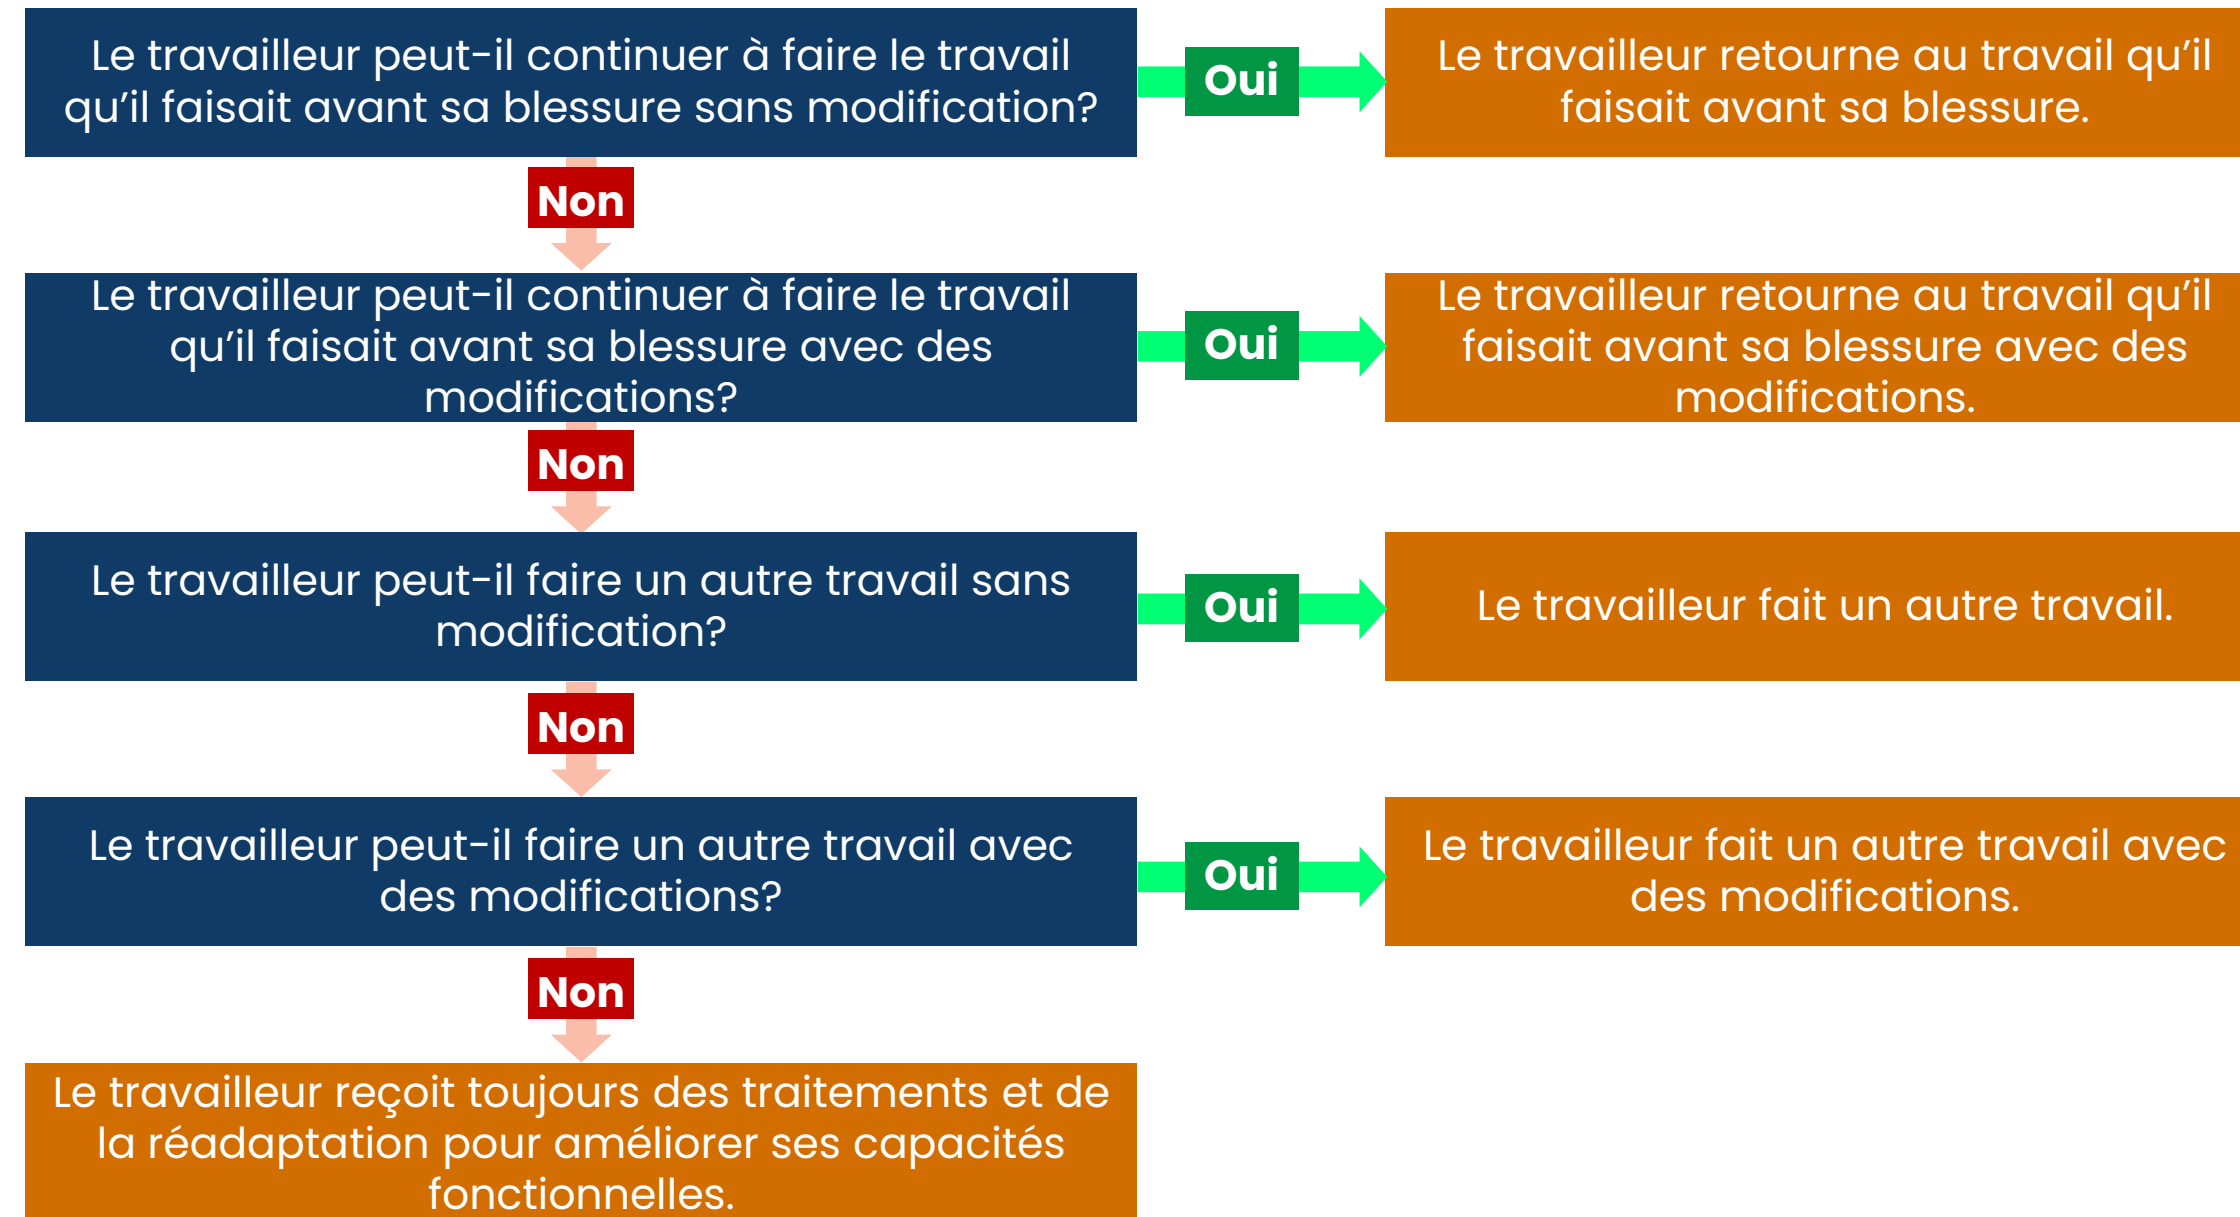 Le travailleur peut-il continuer à faire le travail
qu’il faisait avant sa blessure sans modification?
Oui
Le travailleur retourne au travail qu’il
faisait avant sa blessure.
Non
Le travailleur peut-il continuer à faire le travail
qu’il faisait avant sa blessure avec des
modifications?
Oui
Le travailleur retourne au travail qu’il
faisait avant sa blessure avec des
modifications.
Non
Le travailleur peut-il faire un autre travail sans
modification?
Oui
Le travailleur fait un autre travail.
Non
Le travailleur peut-il faire un autre travail avec
des modifications?
Oui
Le travailleur fait un autre travail avec
des modifications.
Non
Le travailleur reçoit toujours des traitements et de
la réadaptation pour améliorer ses capacités
fonctionnelles.